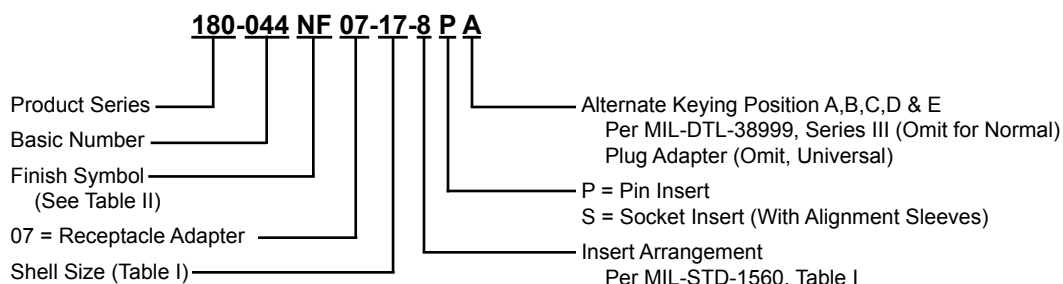 180-044 NF 07-17-8 P A
Product Series
Basic Number
Finish Symbol
(See Table II)
07 = Receptacle Adapter
Shell Size (Table I)
Alternate Keying Position A,B,C,D & E
Per MIL-DTL-38999, Series III (Omit for Normal)
Plug Adapter (Omit, Universal)
P = Pin Insert
S = Socket Insert (With Alignment Sleeves)
Insert Arrangement
Per MIL-STD-1560, Table I